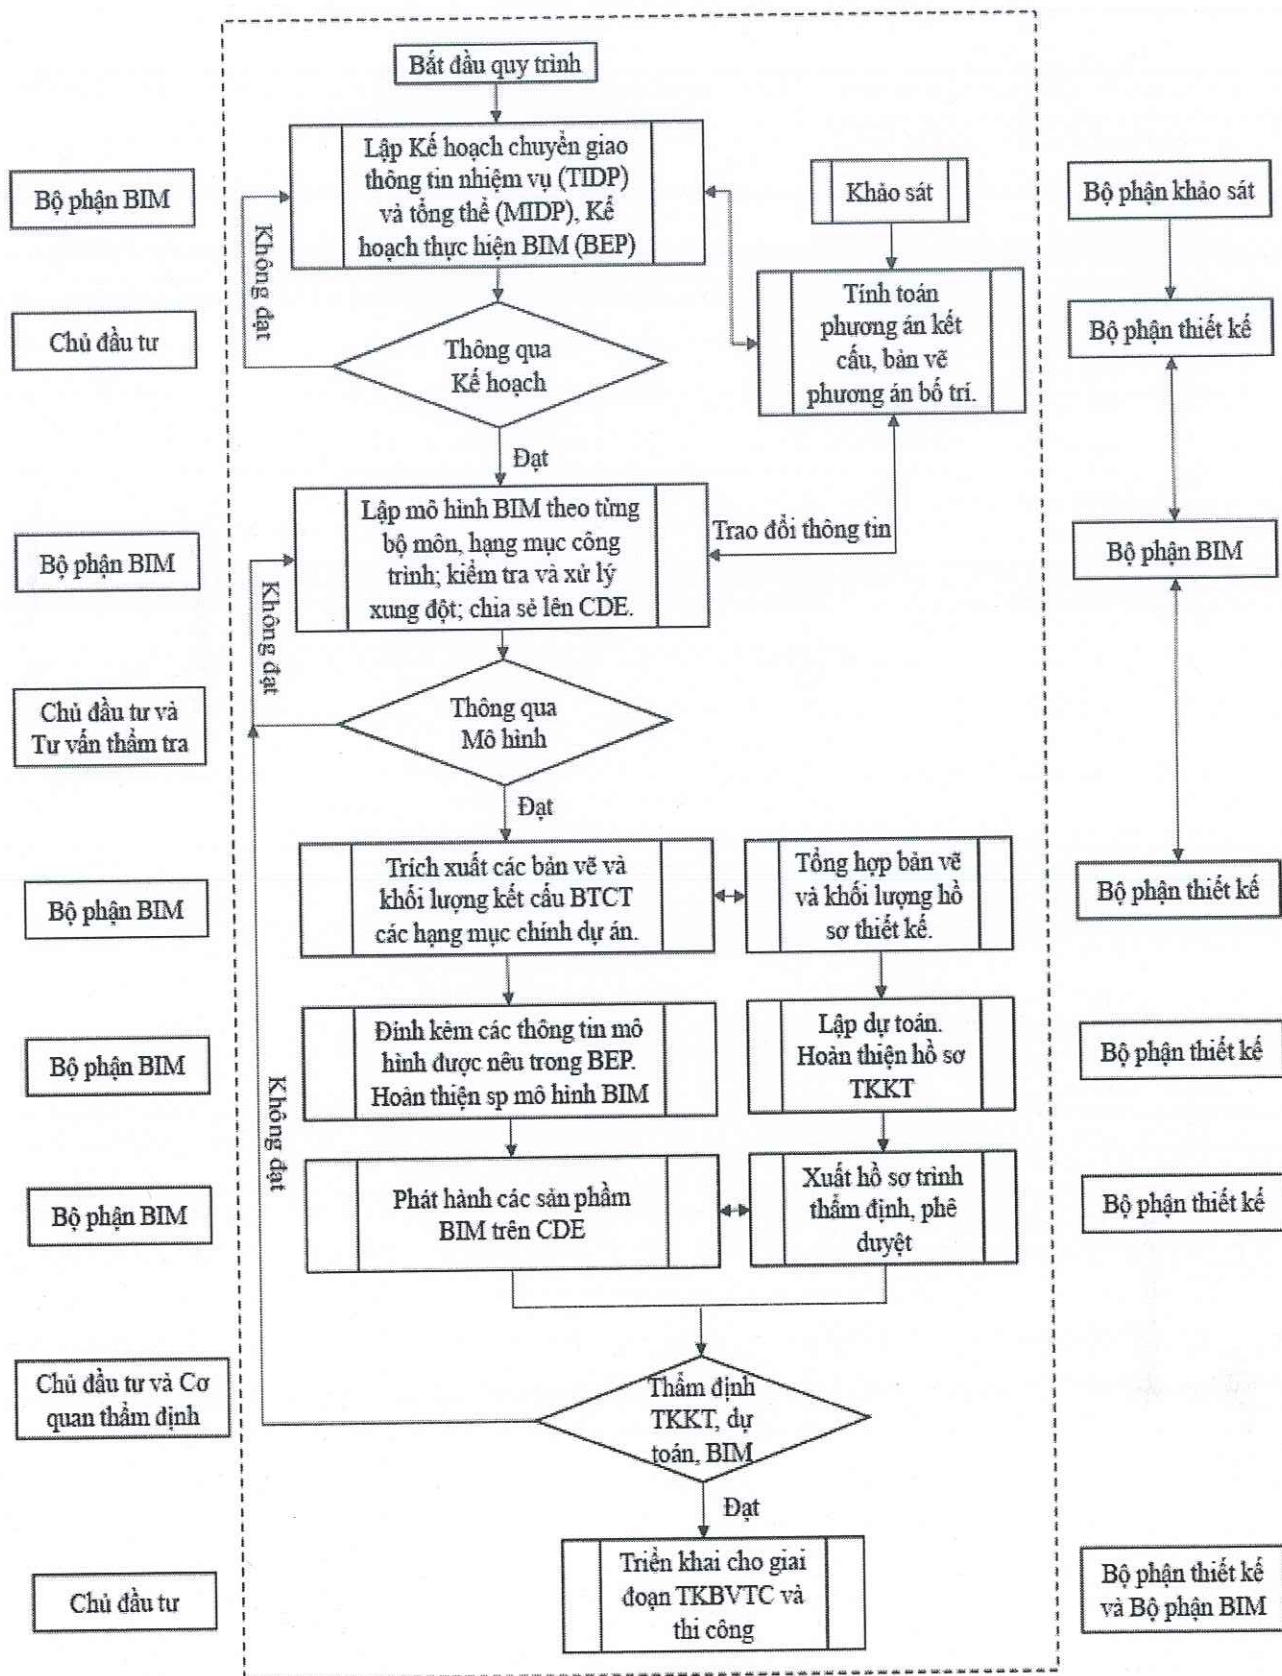 Bắt đầu quy trình
Bộ phận BIM
Lập Kế hoạch chuyển giao
thông tin nhiệm vụ (TIDP)
và tổng thể (MIDP), Kế
hoạch thực hiện BIM (BEP)
Khảo sát
Bộ phận khảo sát
Không đạt
Chủ đầu tư
Thông qua
Kế hoạch
Tính toán
phương án kết
cấu, bản vẽ
phương án bố trí.
Bộ phận thiết kế
Đạt
Bộ phận BIM
Lập mô hình BIM theo từng
bộ môn, hạng mục công
trình; kiểm tra và xử lý
xung đột; chia sẻ lên CDE.
Trao đổi thông tin
Bộ phận BIM
Không đạt
Chủ đầu tư và
Tư vấn thẩm tra
Thông qua
Mô hình
Đạt
Bộ phận BIM
Trích xuất các bản vẽ và
khối lượng kết cấu BTCT
các hạng mục chính dự án.
Tổng hợp bản vẽ
và khối lượng hồ
sơ thiết kế.
Bộ phận thiết kế
Bộ phận BIM
Đính kèm các thông tin mô
hình được nêu trong BEP.
Hoàn thiện sp mô hình BIM
Lập dự toán.
Hoàn thiện hồ sơ
TKKT
Bộ phận thiết kế
Không đạt
Bộ phận BIM
Phát hành các sản phẩm
BIM trên CDE
Xuất hồ sơ trình
thẩm định, phê
duyệt
Bộ phận thiết kế
Chủ đầu tư và Cơ
quan thẩm định
Thẩm định
TKKT, dự
toán, BIM
Đạt
Chủ đầu tư
Triển khai cho giai
đoạn TKBVTC và
thi công
Bộ phận thiết kế
và Bộ phận BIM